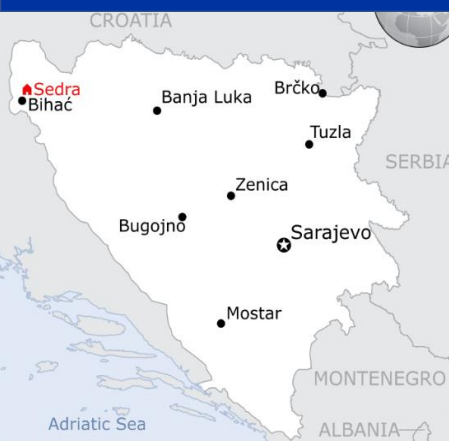 CROATIA
Sedra
Bihać
Banja Luka
Brčko
Tuzla
SERBIA
Zenica
Bugojno
Sarajevo
Mostar
MONTENEGRO
Adriatic Sea
ALBANIA